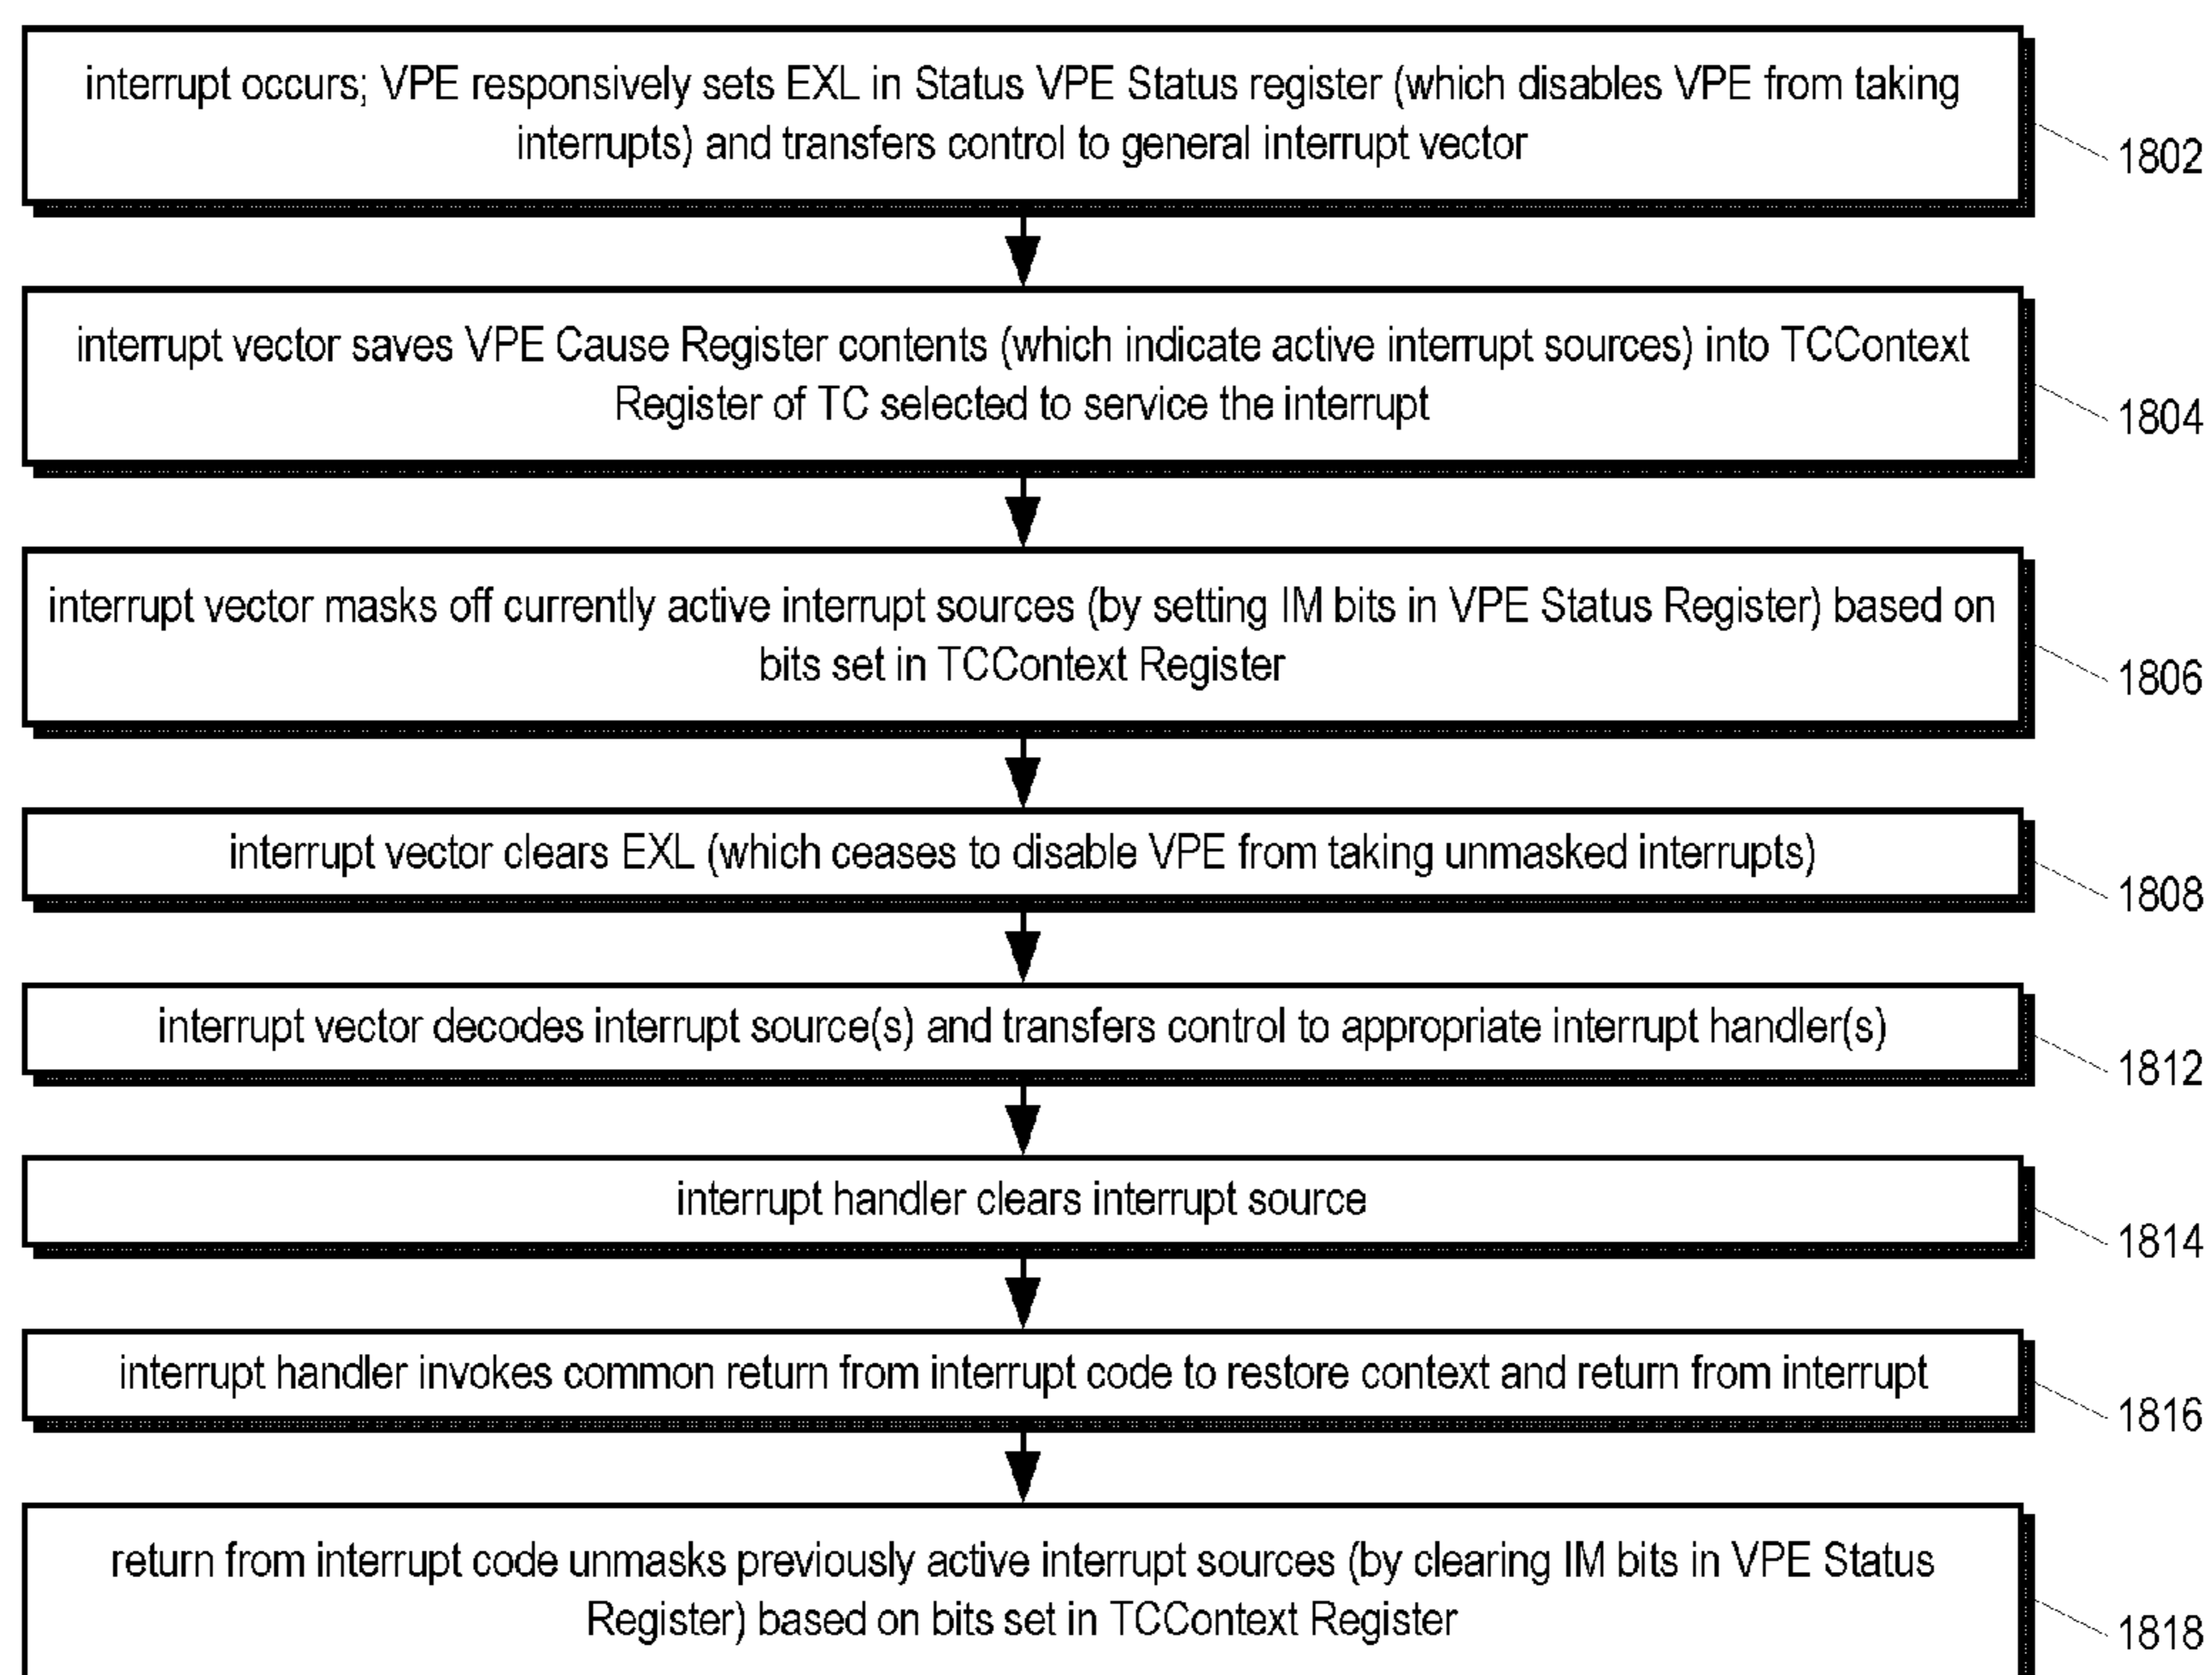 interrupt occurs; VPE responsively sets EXL in Status VPE Status register (which disables VPE from taking
interrupts) and transfers control to general interrupt vector
1802
interrupt vector saves VPE Cause Register contents (which indicate active interrupt sources) into TCContext
Register of TC selected to service the interrupt
1804
interrupt vector masks off currently active interrupt sources (by setting IM bits in VPE Status Register) based on
bits set in TCContext Register
1806
interrupt vector clears EXL (which ceases to disable VPE from taking unmasked interrupts)
1808
interrupt vector decodes interrupt source(s) and transfers control to appropriate interrupt handler(s)
1812
interrupt handler clears interrupt source
1814
interrupt handler invokes common return from interrupt code to restore context and return from interrupt
1816
return from interrupt code unmasks previously active interrupt sources (by clearing IM bits in VPE Status
Register) based on bits set in TCContext Register
1818